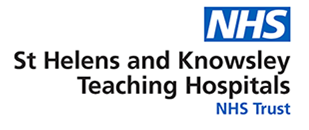 NHS
St Helens and Knowsley
Teaching Hospitals
NHS Trust